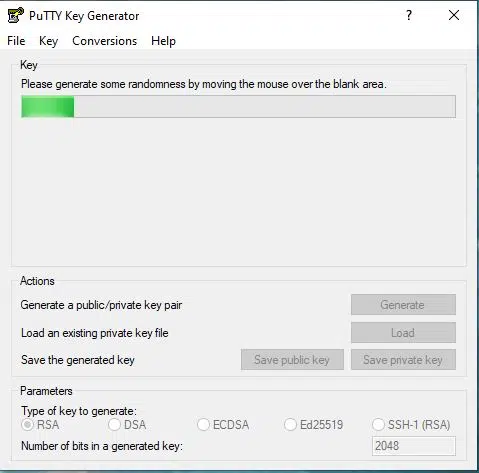 PuTTY Key Generator
?
File Key Conversions Help
Key
Please generate some randomness by moving the mouse over the blank area.
Actions
Generate a public/private key pair Generate
Load an existing private key file Load
Save the generated key Save public key Save private key
Parameters
Type of key to generate:
RSA DSA ECDSA Ed25519 SSH-1 (RSA)
Number of bits in a generated key: 2048